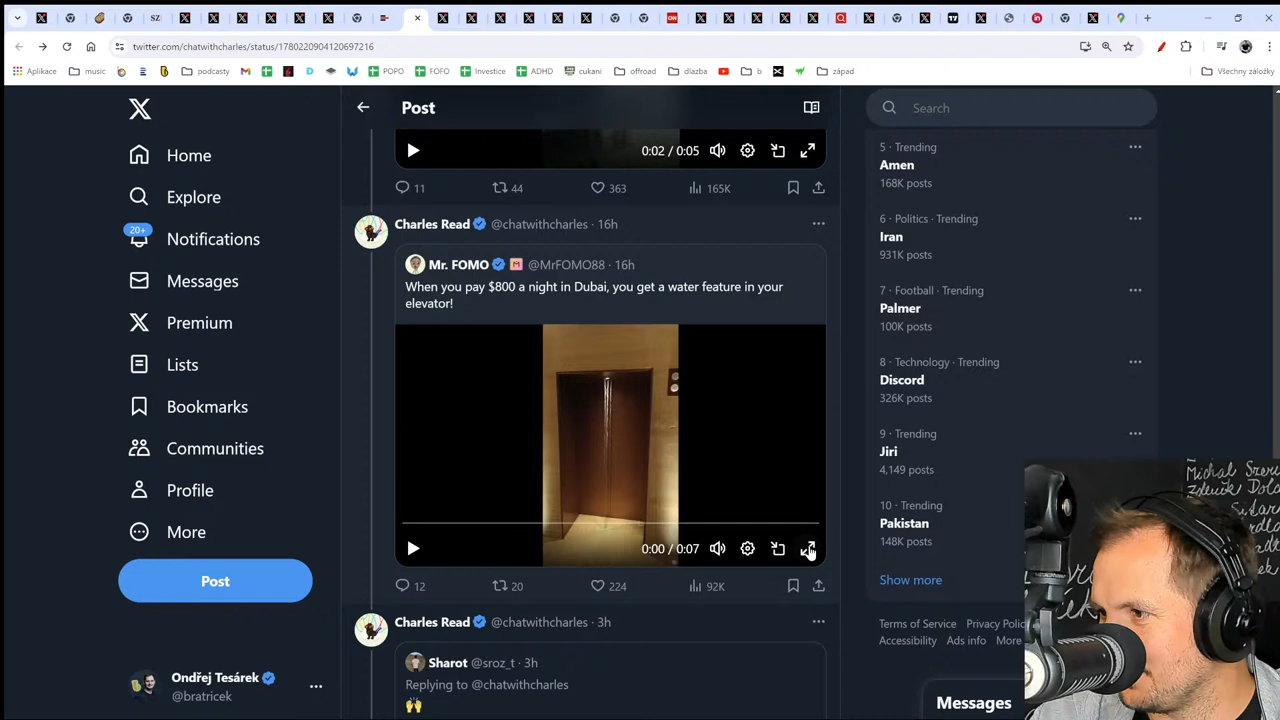 twitter.com/chatwithcharles/status/1780220904120697216
Aplikace
music
podcasty
POPO
FOFO
Investice
ADHD
cukani
offroad
dlazba
b
západ
Všechny záložky
Home
Explore
20+
Notifications
Messages
Premium
Lists
Bookmarks
Communities
Profile
More
Post
Ondřej Tesárek
@bratricek
Post
0:02 / 0:05
11 44 363 165K
Charles Read @chatwithcharles · 16h
Mr. FOMO @MrFOMO88 · 16h
When you pay $800 a night in Dubai, you get a water feature in your
elevator!
0:00 / 0:07
12 20 224 92K
Charles Read @chatwithcharles · 3h
Sharot @sroz_t · 3h
Replying to @chatwithcharles
Search
5 · Trending
Amen
168K posts
6 · Politics · Trending
Iran
931K posts
7 · Football · Trending
Palmer
100K posts
8 · Technology · Trending
Discord
326K posts
9 · Trending
Jiri
4,149 posts
10 · Trending
Pakistan
148K posts
Show more
Terms of Service Privacy
Accessibility Ads info More
Messages
Michal
Zdeněk